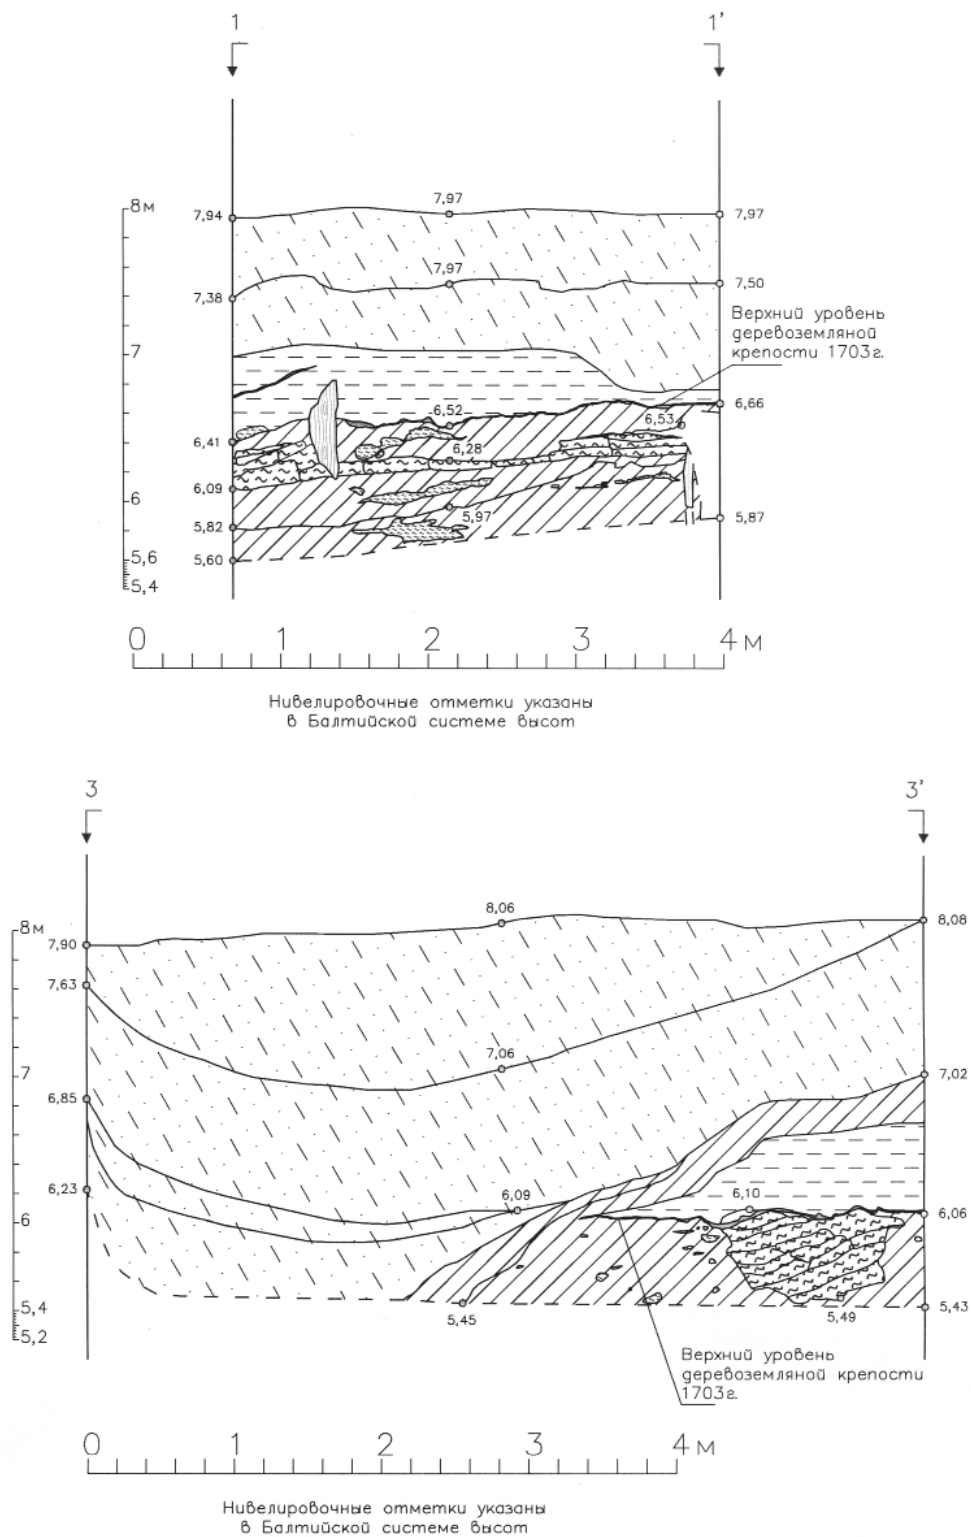 1 1'
8м
7,94 7,97 7,97
7,38 7,97 7,50
Верхний уровень
деревоземляной
крепости 1703г.
7
6,66
6,52 6,53
6,41 6,28
6,09
6
5,82 5,97 5,87
5,60
5,6
5,4
0 1 2 3 4 м
Нивелировочные отметки указаны
в Балтийской системе высот
3 3'
8м
7,90 8,06 8,08
7,63
7,06
7 7,02
6,85
6,23 6,09 6,10
6 6,06
5,4 5,45 5,49 5,43
5,2
Верхний уровень
деревоземляной крепости
1703г.
0 1 2 3 4 м
Нивелировочные отметки указаны
в Балтийской системе высот